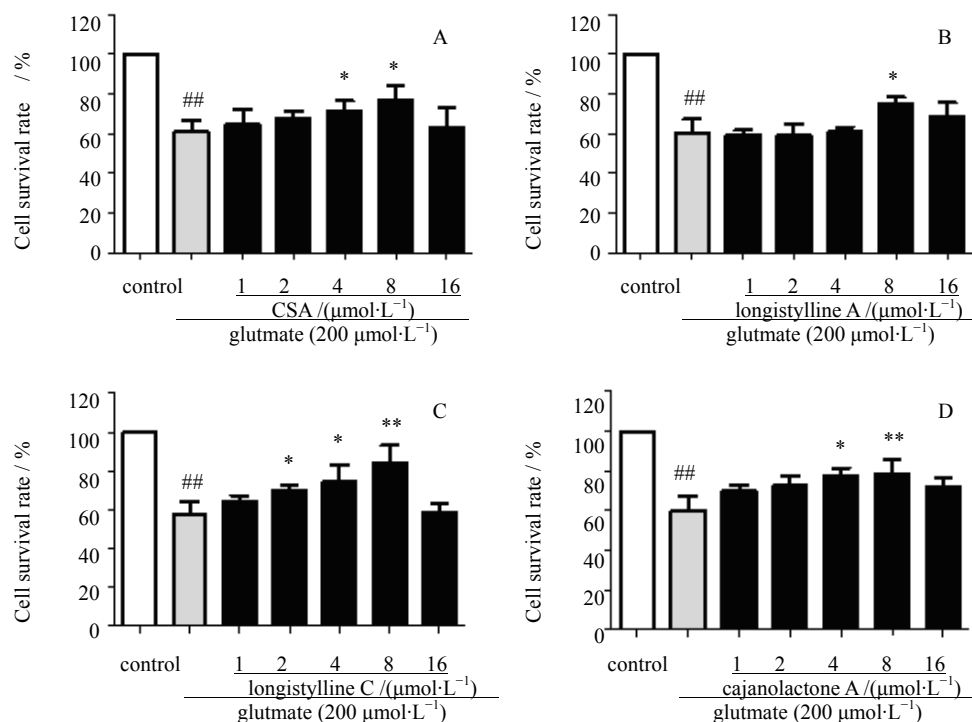 120
100
80
60
40
20
0
Cell survival rate / %
A
##
*
*
control
1 2 4 8 16
CSA /(μmol·L⁻¹)
glutmate (200 μmol·L⁻¹)
120
100
80
60
40
20
0
Cell survival rate / %
B
##
*
control
1 2 4 8 16
longistylline A /(μmol·L⁻¹)
glutmate (200 μmol·L⁻¹)
120
100
80
60
40
20
0
Cell survival rate / %
C
##
*
*
**
control
1 2 4 8 16
longistylline C /(μmol·L⁻¹)
glutmate (200 μmol·L⁻¹)
120
100
80
60
40
20
0
Cell survival rate / %
D
##
*
**
control
1 2 4 8 16
cajanolactone A /(μmol·L⁻¹)
glutmate (200 μmol·L⁻¹)